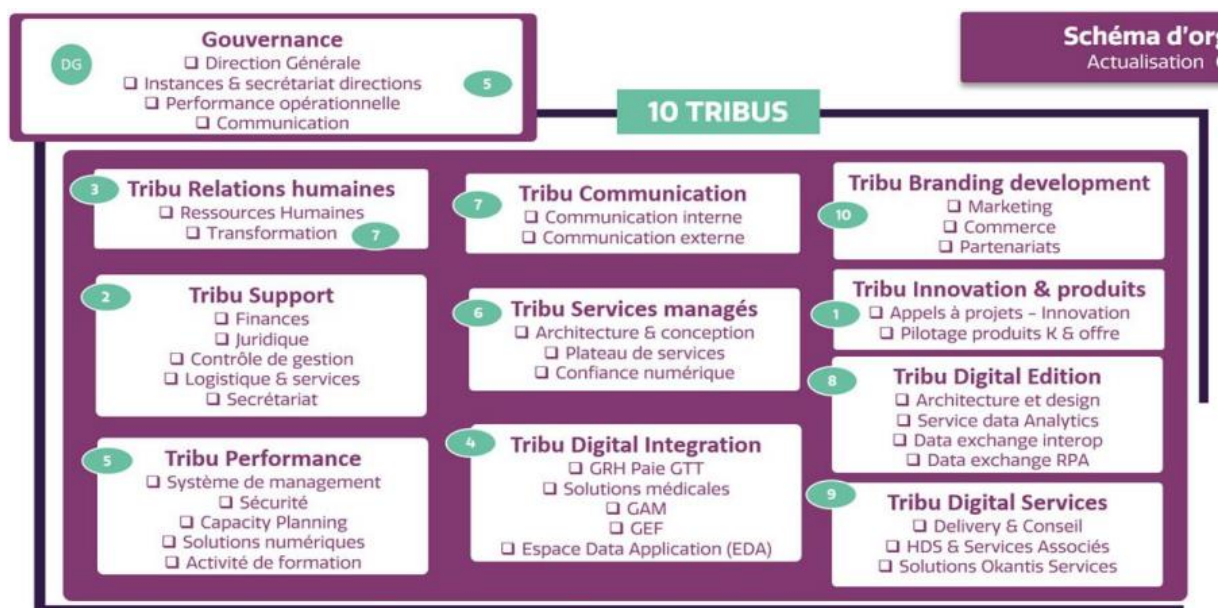 Gouvernance
DG
❑ Direction Générale
❑ Instances & secrétariat directions
5
❑ Performance opérationnelle
❑ Communication
Actualisation
10 TRIBUS
3
Tribu Relations humaines
❑ Ressources Humaines
❑ Transformation
7
2
Tribu Support
❑ Finances
❑ Juridique
❑ Contrôle de gestion
❑ Logistique & services
❑ Secrétariat
5
Tribu Performance
❑ Système de management
❑ Sécurité
❑ Capacity Planning
❑ Solutions numériques
❑ Activité de formation
7
Tribu Communication
❑ Communication interne
❑ Communication externe
6
Tribu Services managés
❑ Architecture & conception
❑ Plateau de services
❑ Confiance numérique
4
Tribu Digital Integration
❑ GRH Paie GTT
❑ Solutions médicales
❑ GAM
❑ GEF
❑ Espace Data Application (EDA)
Tribu Branding development
10
❑ Marketing
❑ Commerce
❑ Partenariats
Tribu Innovation & produits
1
❑ Appels à projets - Innovation
❑ Pilotage produits K & offre
8
Tribu Digital Edition
❑ Architecture et design
❑ Service data Analytics
❑ Data exchange interop
❑ Data exchange RPA
9
Tribu Digital Services
❑ Delivery & Conseil
❑ HDS & Services Associés
❑ Solutions Okantis Services
Schéma d'org